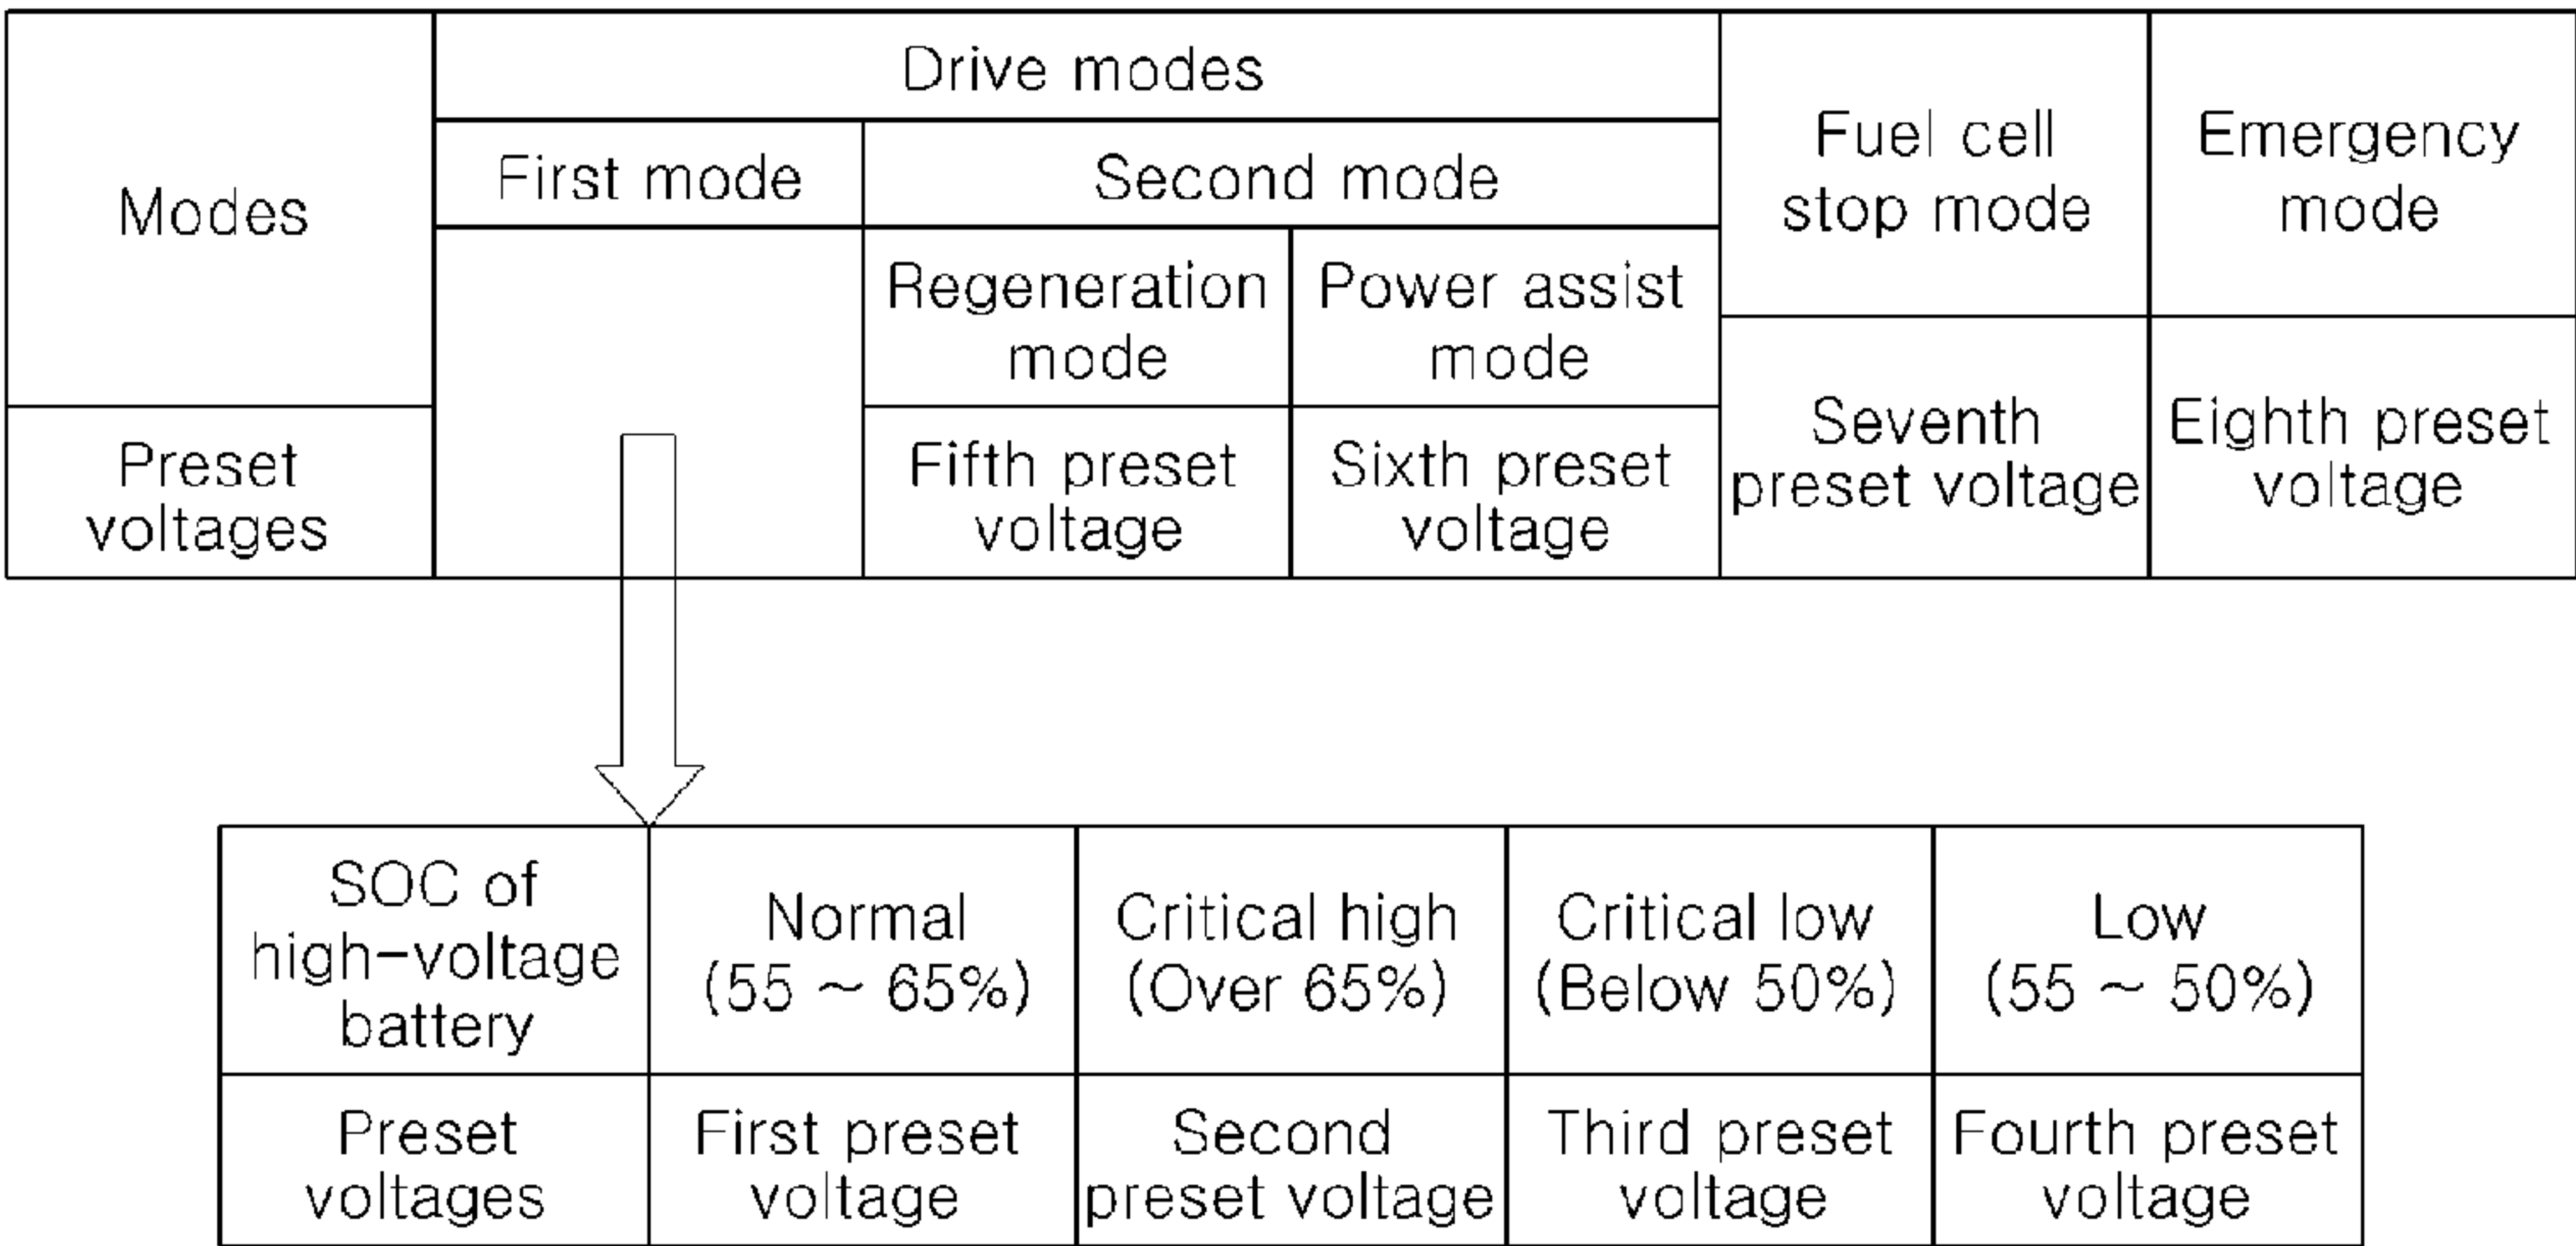 Modes
Drive modes
First mode
Second mode
Regeneration
mode
Power assist
mode
Fuel cell
stop mode
Emergency
mode
Preset
voltages
Fifth preset
voltage
Sixth preset
voltage
Seventh
preset voltage
Eighth preset
voltage
SOC of
high-voltage
battery
Normal
(55 ~ 65%)
Critical high
(Over 65%)
Critical low
(Below 50%)
Low
(55 ~ 50%)
Preset
voltages
First preset
voltage
Second
preset voltage
Third preset
voltage
Fourth preset
voltage